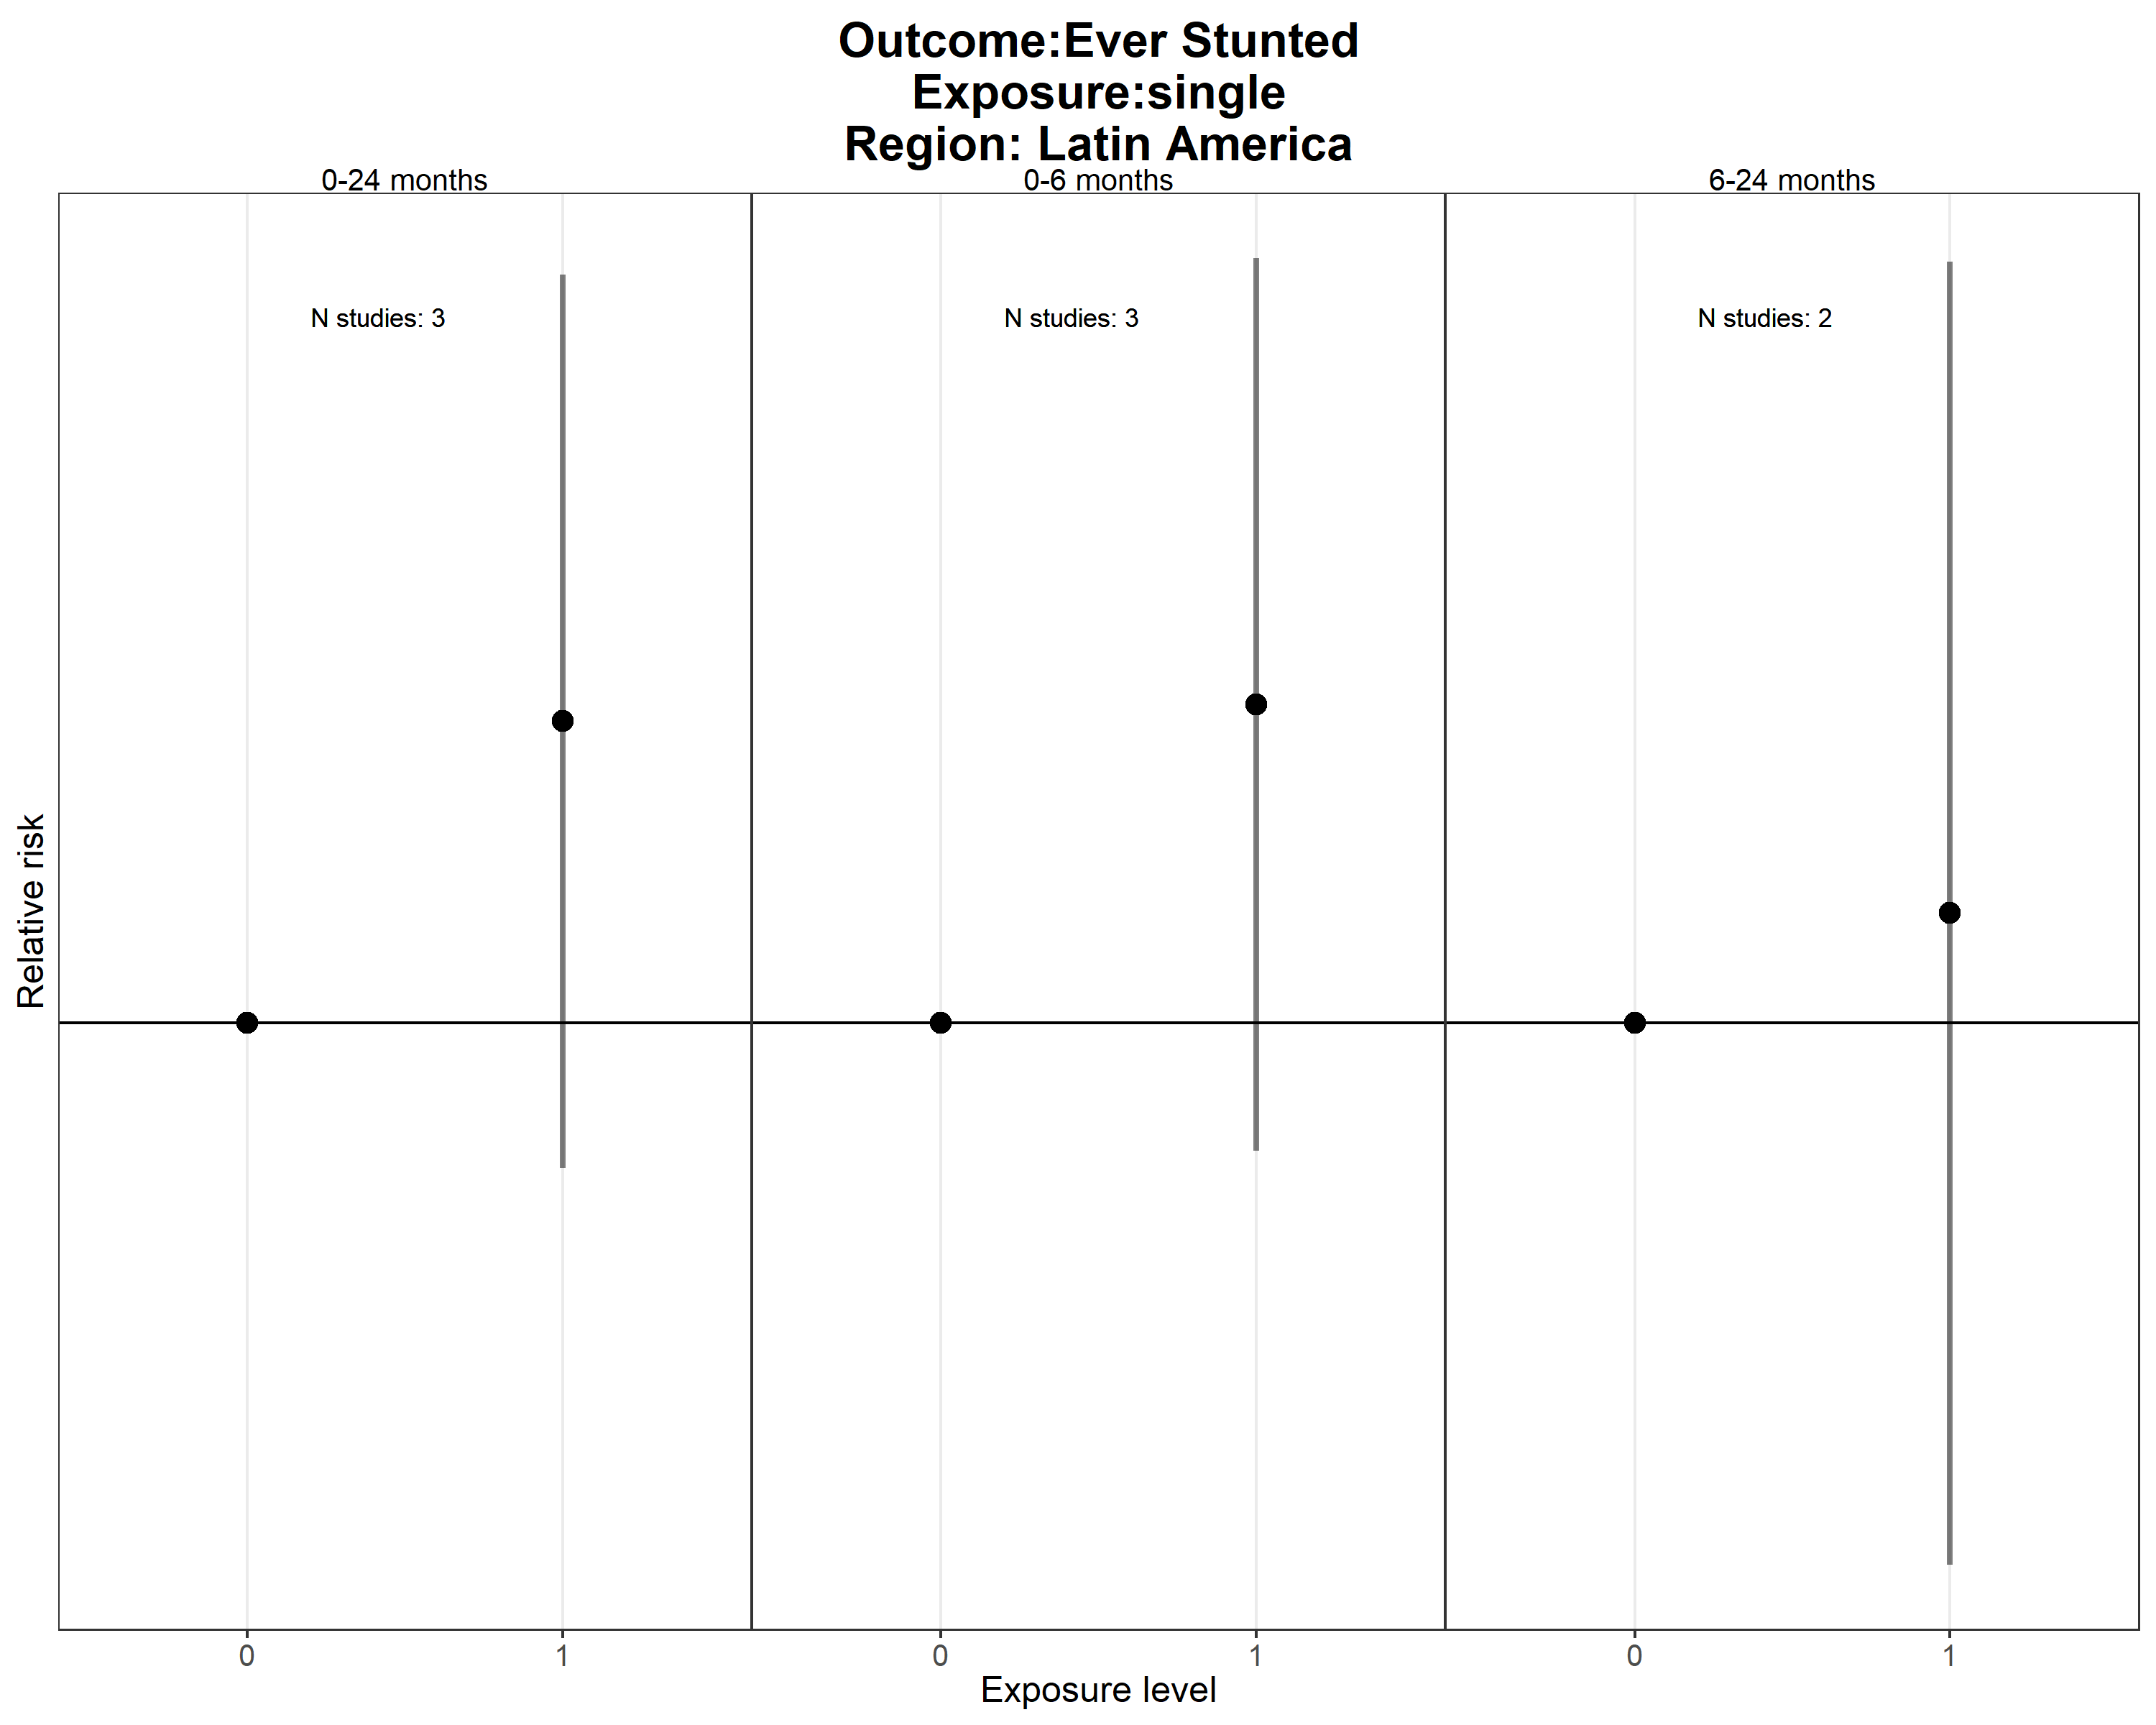 Outcome:Ever Stunted
Exposure:single
Region: Latin America
0-24 months
0-6 months
6-24 months
N studies: 3
N studies: 3
N studies: 2
Relative risk
0
1
0
1
0
1
Exposure level